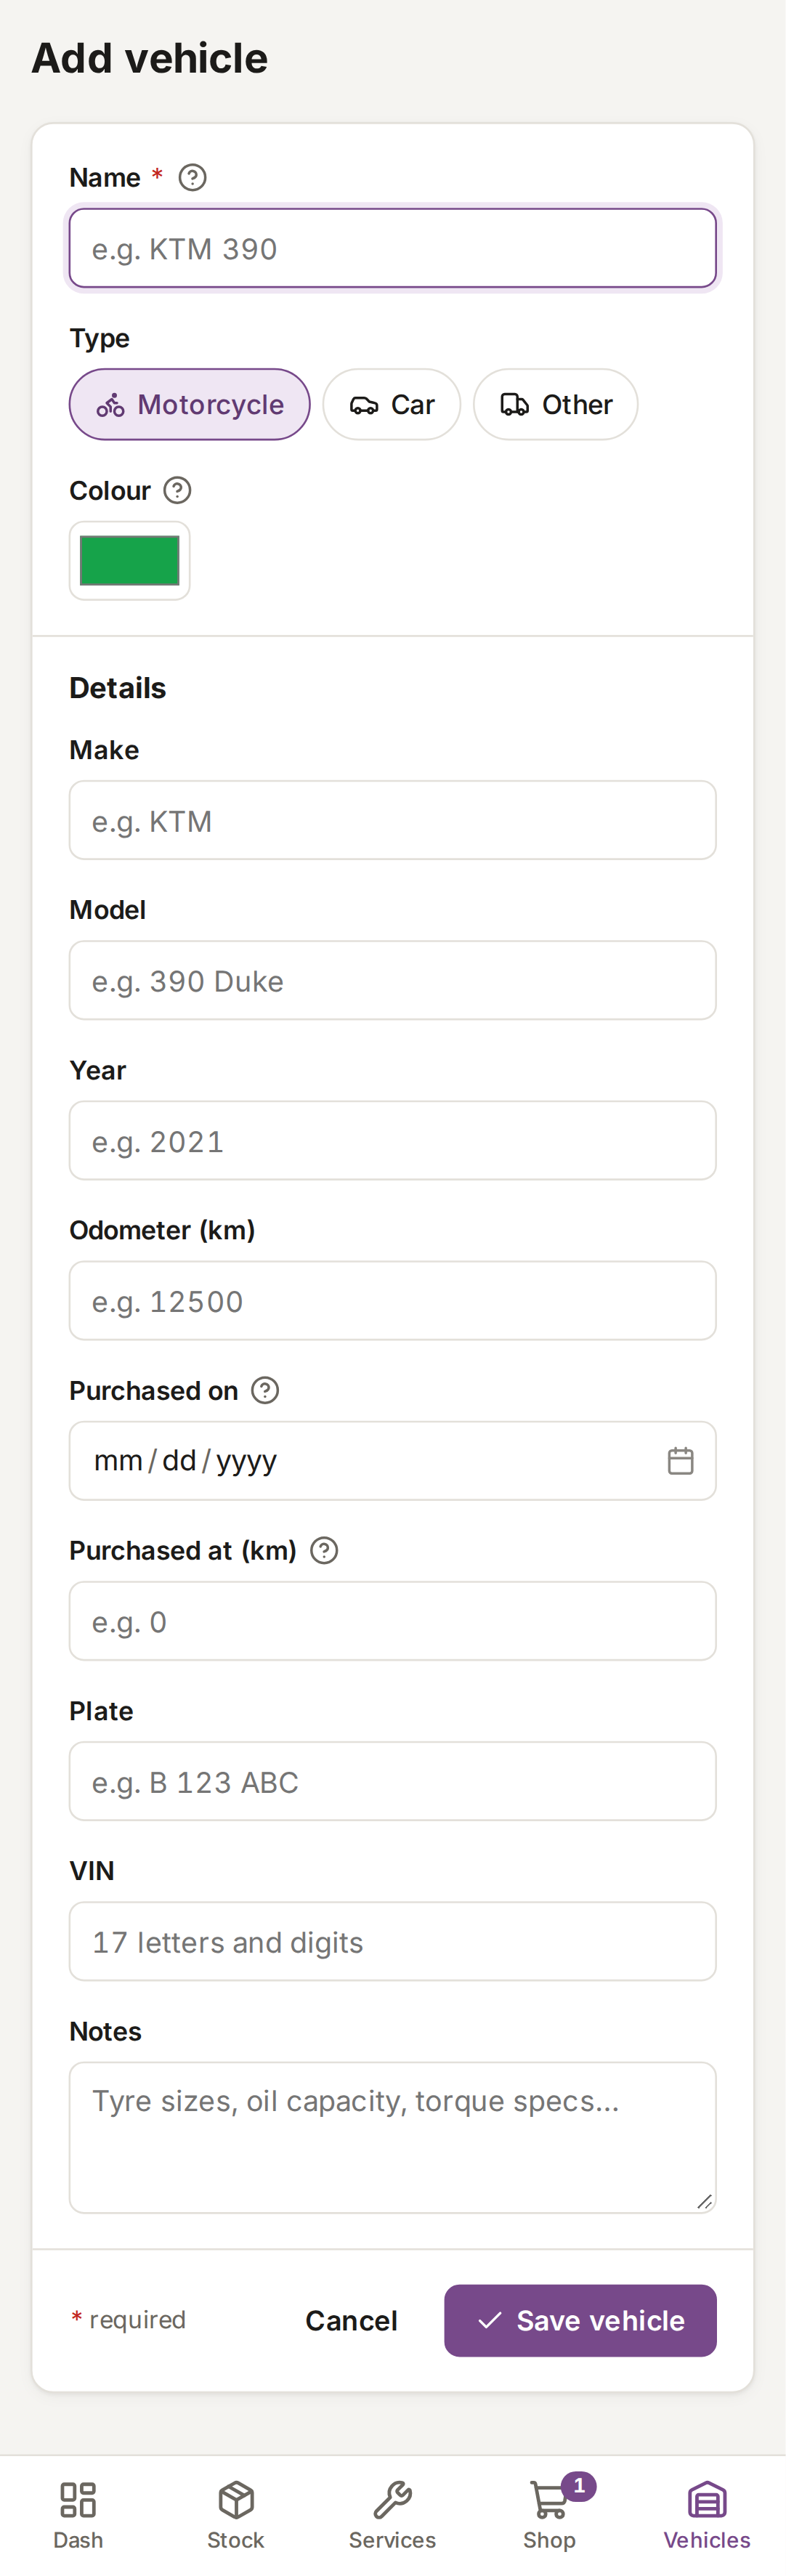 Add vehicle
Name *
e.g. KTM 390
Type
Motorcycle Car Other
Colour
Details
Make
e.g. KTM
Model
e.g. 390 Duke
Year
e.g. 2021
Odometer (km)
e.g. 12500
Purchased on
mm/dd/yyyy
Purchased at (km)
e.g. 0
Plate
e.g. B 123 ABC
VIN
17 letters and digits
Notes
Tyre sizes, oil capacity, torque specs...
* required Cancel Save vehicle
1
Dash Stock Services Shop Vehicles